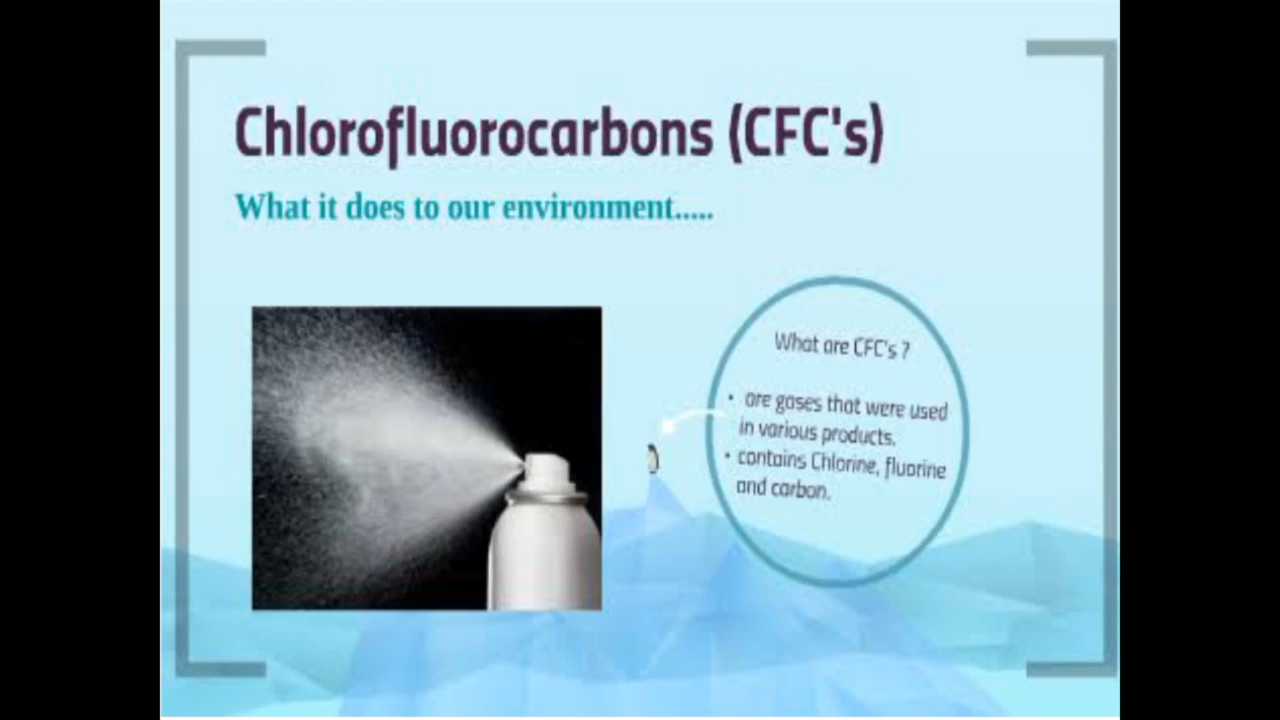 Chlorofluorocarbons (CFC's)
What it does to our environment.....
What are CFC's ?
• are gases that were used
in various products.
• contains Chlorine, fluorine
and carbon.